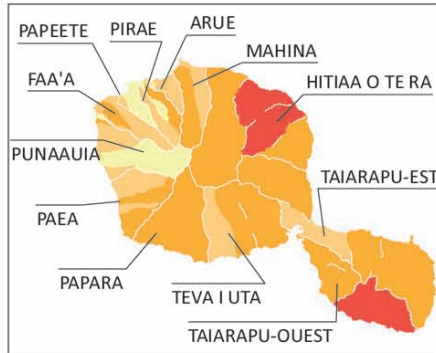 PAPEETE
PIRAE
ARUE
MAHINA
FAA'A
HITIAA O TE RA
PUNAAUIA
TAIARAPU-EST
PAEA
PAPARA
TEVA I UTA
TAIARAPU-OUEST